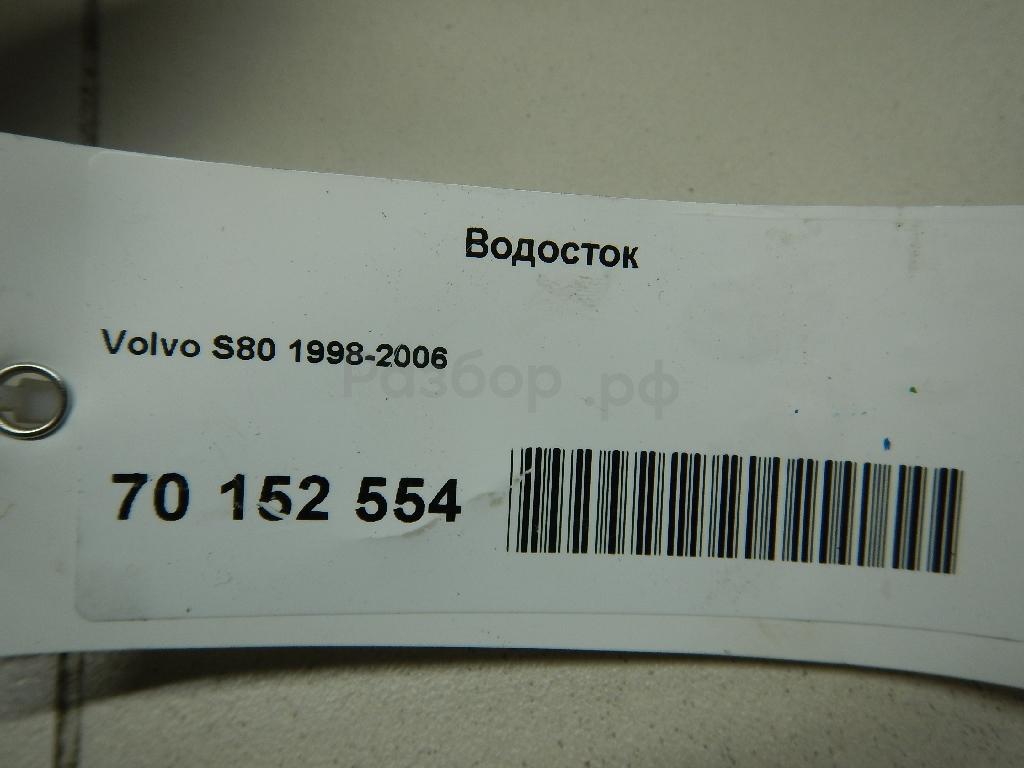 Водосток
Volvo S80 1998-2006
Разбор.рф
70 152 554